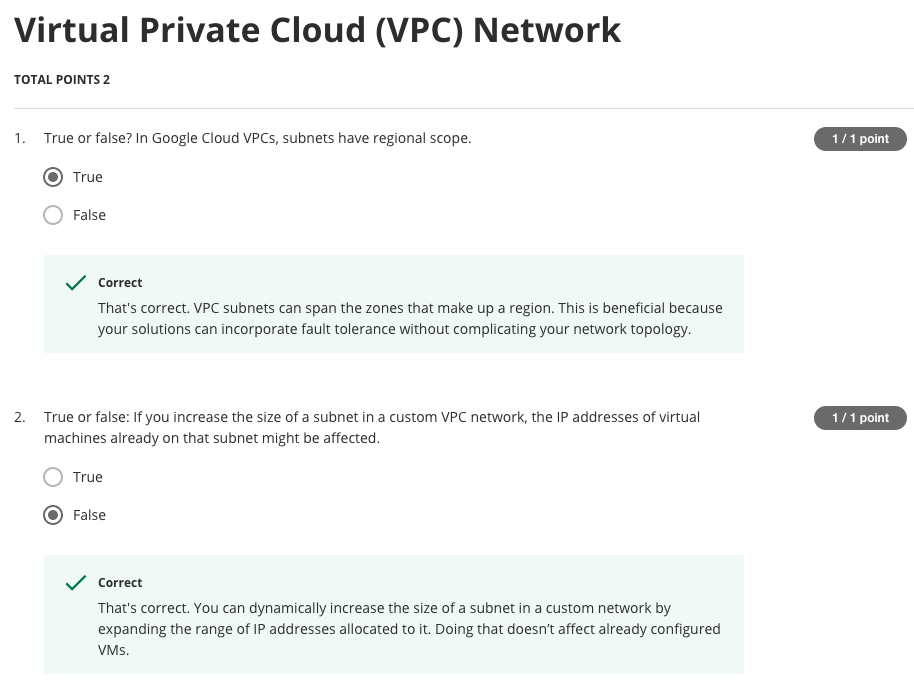 Virtual Private Cloud (VPC) Network
TOTAL POINTS 2
1. True or false? In Google Cloud VPCs, subnets have regional scope.
1 / 1 point
True
False
Correct
That's correct. VPC subnets can span the zones that make up a region. This is beneficial because
your solutions can incorporate fault tolerance without complicating your network topology.
2. True or false: If you increase the size of a subnet in a custom VPC network, the IP addresses of virtual
machines already on that subnet might be affected.
1 / 1 point
True
False
Correct
That's correct. You can dynamically increase the size of a subnet in a custom network by
expanding the range of IP addresses allocated to it. Doing that doesn’t affect already configured
VMs.